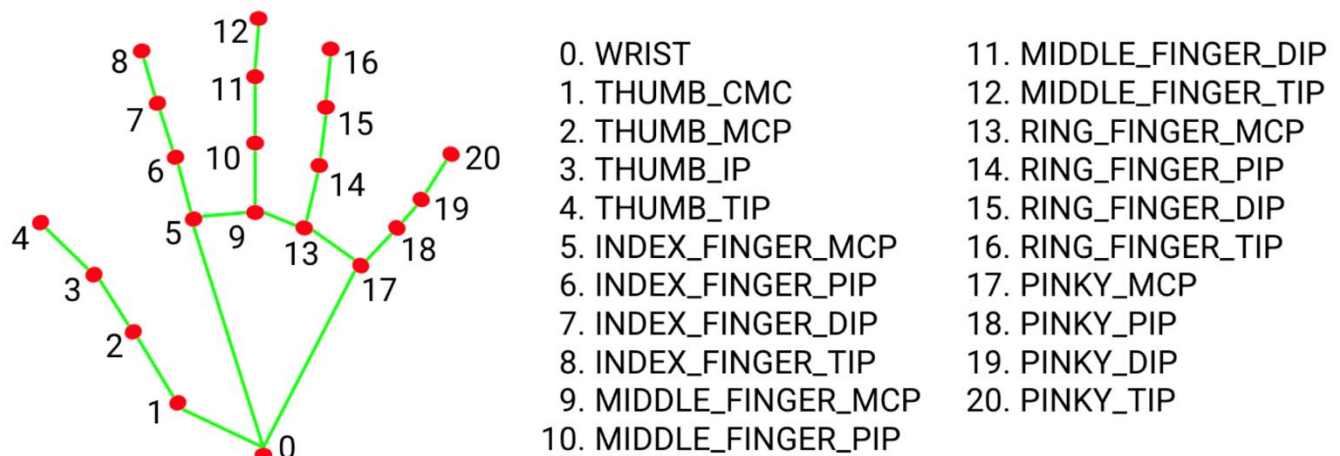 12
8
16
11
7
15
10
6
20
14
4
19
5
9
18
13
3
17
2
1
0
0. WRIST
1. THUMB_CMC
2. THUMB_MCP
3. THUMB_IP
4. THUMB_TIP
5. INDEX_FINGER_MCP
6. INDEX_FINGER_PIP
7. INDEX_FINGER_DIP
8. INDEX_FINGER_TIP
9. MIDDLE_FINGER_MCP
10. MIDDLE_FINGER_PIP
11. MIDDLE_FINGER_DIP
12. MIDDLE_FINGER_TIP
13. RING_FINGER_MCP
14. RING_FINGER_PIP
15. RING_FINGER_DIP
16. RING_FINGER_TIP
17. PINKY_MCP
18. PINKY_PIP
19. PINKY_DIP
20. PINKY_TIP